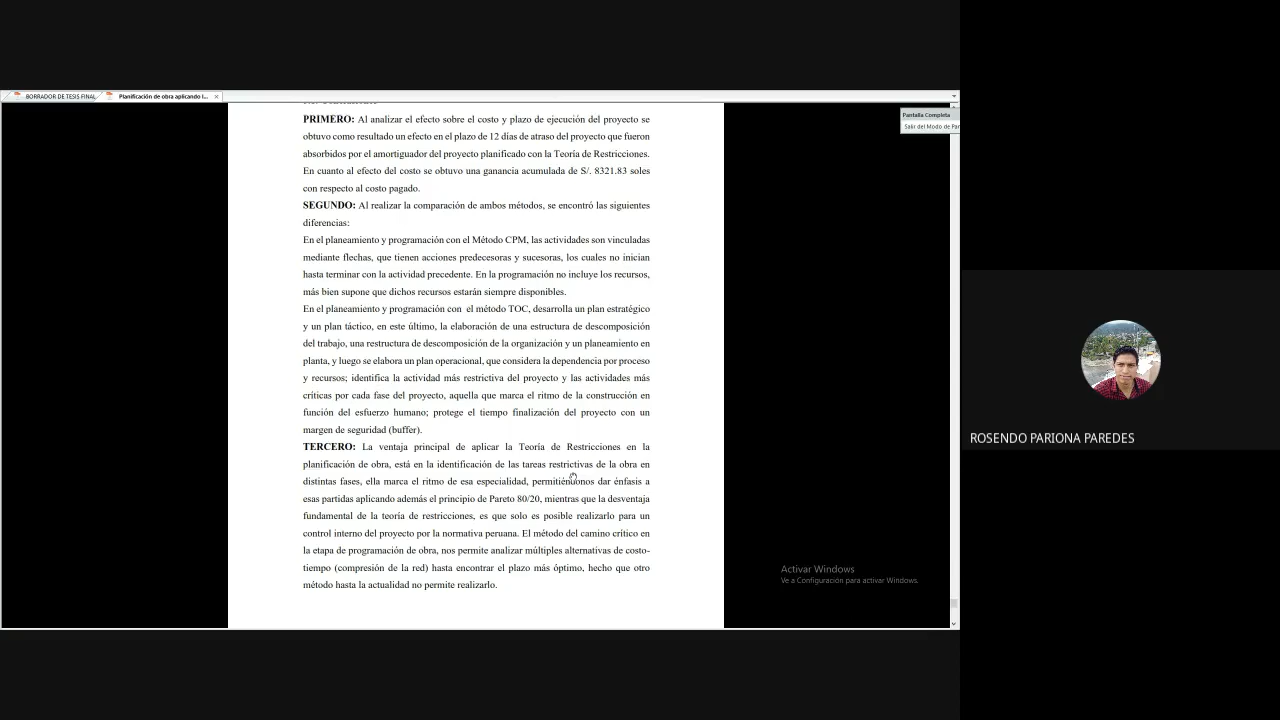 BORRADOR DE TESIS FINAL
Planificación de obra aplicando l...
Pantalla Completa
Salir del Modo de Par
PRIMERO: Al analizar el efecto sobre el costo y plazo de ejecución del proyecto se
obtuvo como resultado un efecto en el plazo de 12 días de atraso del proyecto que fueron
absorbidos por el amortiguador del proyecto planificado con la Teoría de Restricciones.
En cuanto al efecto del costo se obtuvo una ganancia acumulada de S/. 8321.83 soles
con respecto al costo pagado.
SEGUNDO: Al realizar la comparación de ambos métodos, se encontró las siguientes
diferencias:
En el planeamiento y programación con el Método CPM, las actividades son vinculadas
mediante flechas, que tienen acciones predecesoras y sucesoras, los cuales no inician
hasta terminar con la actividad precedente. En la programación no incluye los recursos,
más bien supone que dichos recursos estarán siempre disponibles.
En el planeamiento y programación con el método TOC, desarrolla un plan estratégico
y un plan táctico, en este último, la elaboración de una estructura de descomposición
del trabajo, una restructura de descomposición de la organización y un planeamiento en
planta, y luego se elabora un plan operacional, que considera la dependencia por proceso
y recursos; identifica la actividad más restrictiva del proyecto y las actividades más
críticas por cada fase del proyecto, aquella que marca el ritmo de la construcción en
función del esfuerzo humano; protege el tiempo finalización del proyecto con un
margen de seguridad (buffer).
TERCERO: La ventaja principal de aplicar la Teoría de Restricciones en la
planificación de obra, está en la identificación de las tareas restrictivas de la obra en
distintas fases, ella marca el ritmo de esa especialidad, permitiéndonos dar énfasis a
esas partidas aplicando además el principio de Pareto 80/20, mientras que la desventaja
fundamental de la teoría de restricciones, es que solo es posible realizarlo para un
control interno del proyecto por la normativa peruana. El método del camino crítico en
la etapa de programación de obra, nos permite analizar múltiples alternativas de costo-
tiempo (compresión de la red) hasta encontrar el plazo más óptimo, hecho que otro
método hasta la actualidad no permite realizarlo.
Activar Windows
Ve a Configuración para activar Windows.
ROSENDO PARIONA PAREDES